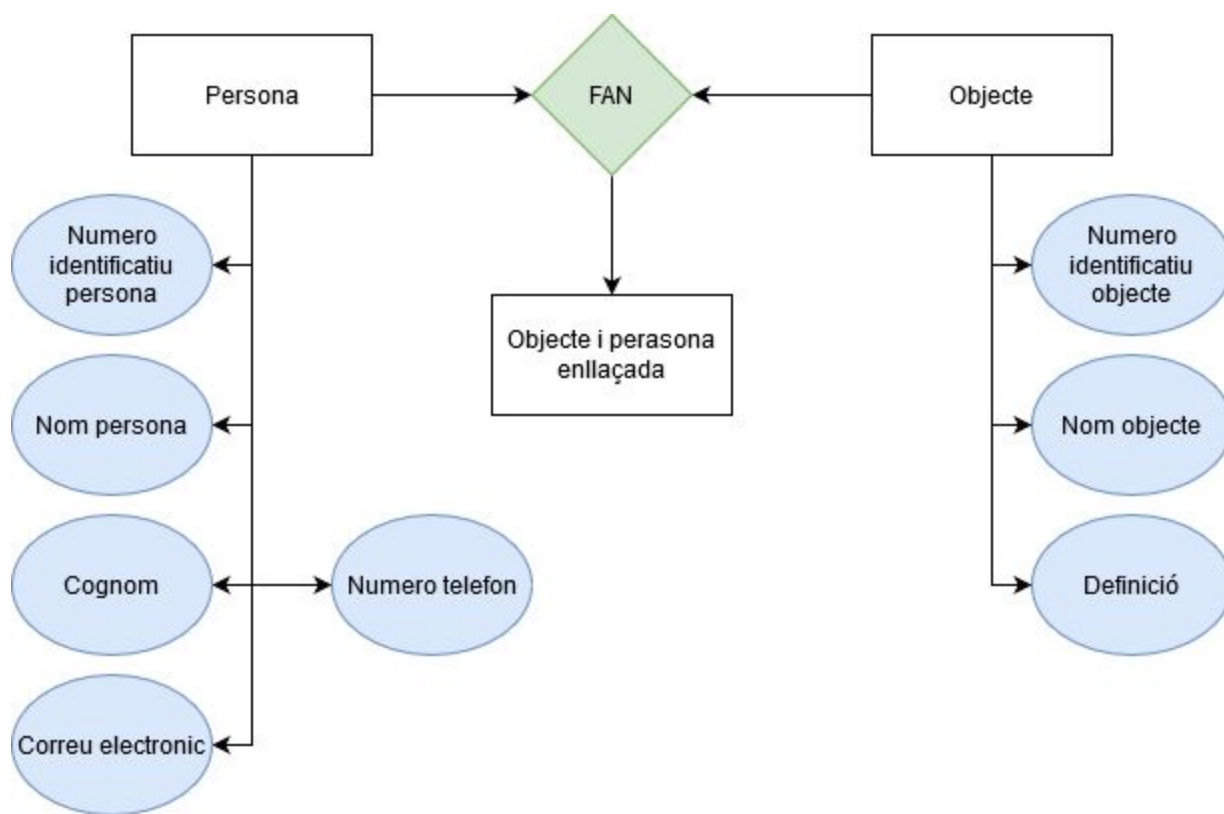 Persona
FAN
Objecte
Numero
identificatiu
persona
Numero
identificatiu
objecte
Objecte i perasona
enllaçada
Nom persona
Nom objecte
Cognom
Numero telefon
Definició
Correu electronic